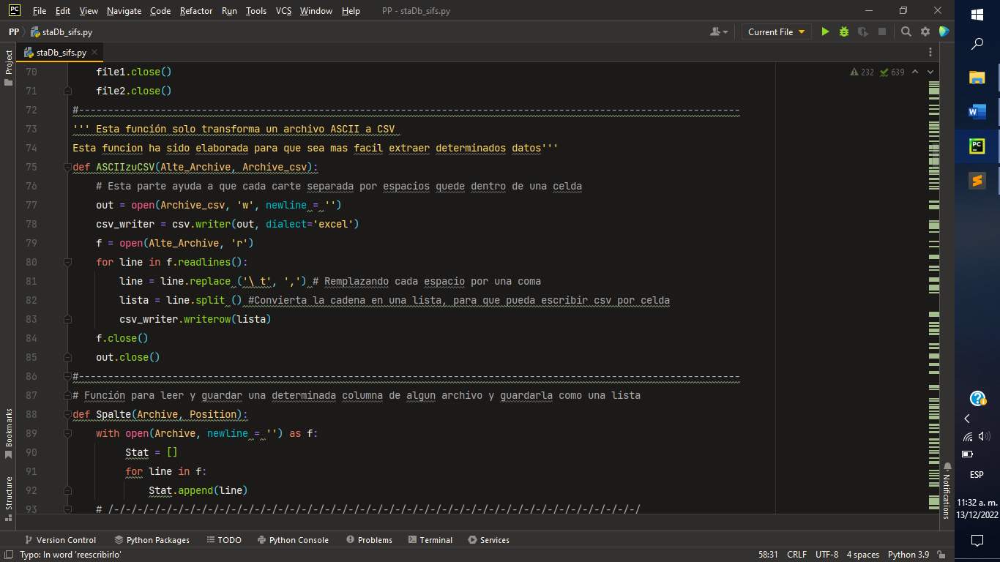 File Edit View Navigate Code Refactor Run Tools VCS Window Help PP - staDb_sifs.py
PP staDb_sifs.py Current File
staDb_sifs.py
Project
232 639
70 file1.close()
71 file2.close()
72 #-----------------------------------------------------------------------------------------------------------------
73 ''' Esta función solo transforma un archivo ASCII a CSV
74 Esta funcion ha sido elaborada para que sea mas facil extraer determinados datos'''
75 def ASCIIzuCSV(Alte_Archive, Archive_csv):
76 # Esta parte ayuda a que cada carte separada por espacios quede dentro de una celda
77 out = open(Archive_csv, 'w', newline = '')
78 csv_writer = csv.writer(out, dialect='excel')
79 f = open(Alte_Archive, 'r')
80 for line in f.readlines():
81 line = line.replace ('\ t', ',') # Remplazando cada espacio por una coma
82 lista = line.split () #Convierta la cadena en una lista, para que pueda escribir csv por celda
83 csv_writer.writerow(lista)
84 f.close()
85 out.close()
86 #-----------------------------------------------------------------------------------------------------------------
87 # Función para leer y guardar una determinada columna de algun archivo y guardarla como una lista
88 def Spalte(Archive, Position):
89 with open(Archive, newline = '') as f:
90 Stat = []
91 for line in f:
92 Stat.append(line)
93 # /-/-/-/-/-/-/-/-/-/-/-/-/-/-/-/-/-/-/-/-/-/-/-/-/-/-/-/-/-/-/-/-/-/-/-/-/-/-/-/-/-/-/-/-/-/
Bookmarks
Structure
Notifications
Version Control Python Packages TODO Python Console Problems Terminal Services
Typo: In word 'reescribirlo' 58:31 CRLF UTF-8 4 spaces Python 3.9
ESP
11:32 a. m.
13/12/2022